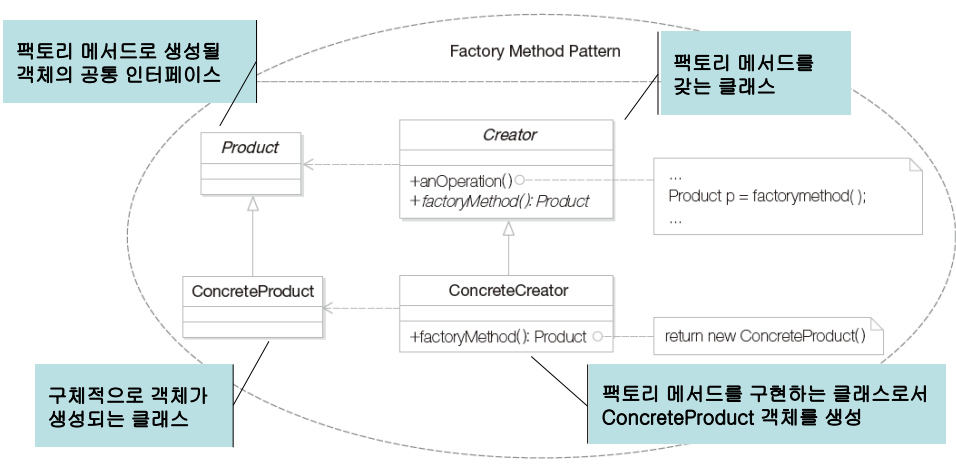 팩토리 메서드로 생성될
객체의 공통 인터페이스
Factory Method Pattern
팩토리 메서드를
갖는 클래스
Product
Creator
+anOperation()
+factoryMethod(): Product
...
Product p = factorymethod( );
...
ConcreteProduct
ConcreteCreator
+factoryMethod(): Product
return new ConcreteProduct()
구체적으로 객체가
생성되는 클래스
팩토리 메서드를 구현하는 클래스로서
ConcreteProduct 객체를 생성